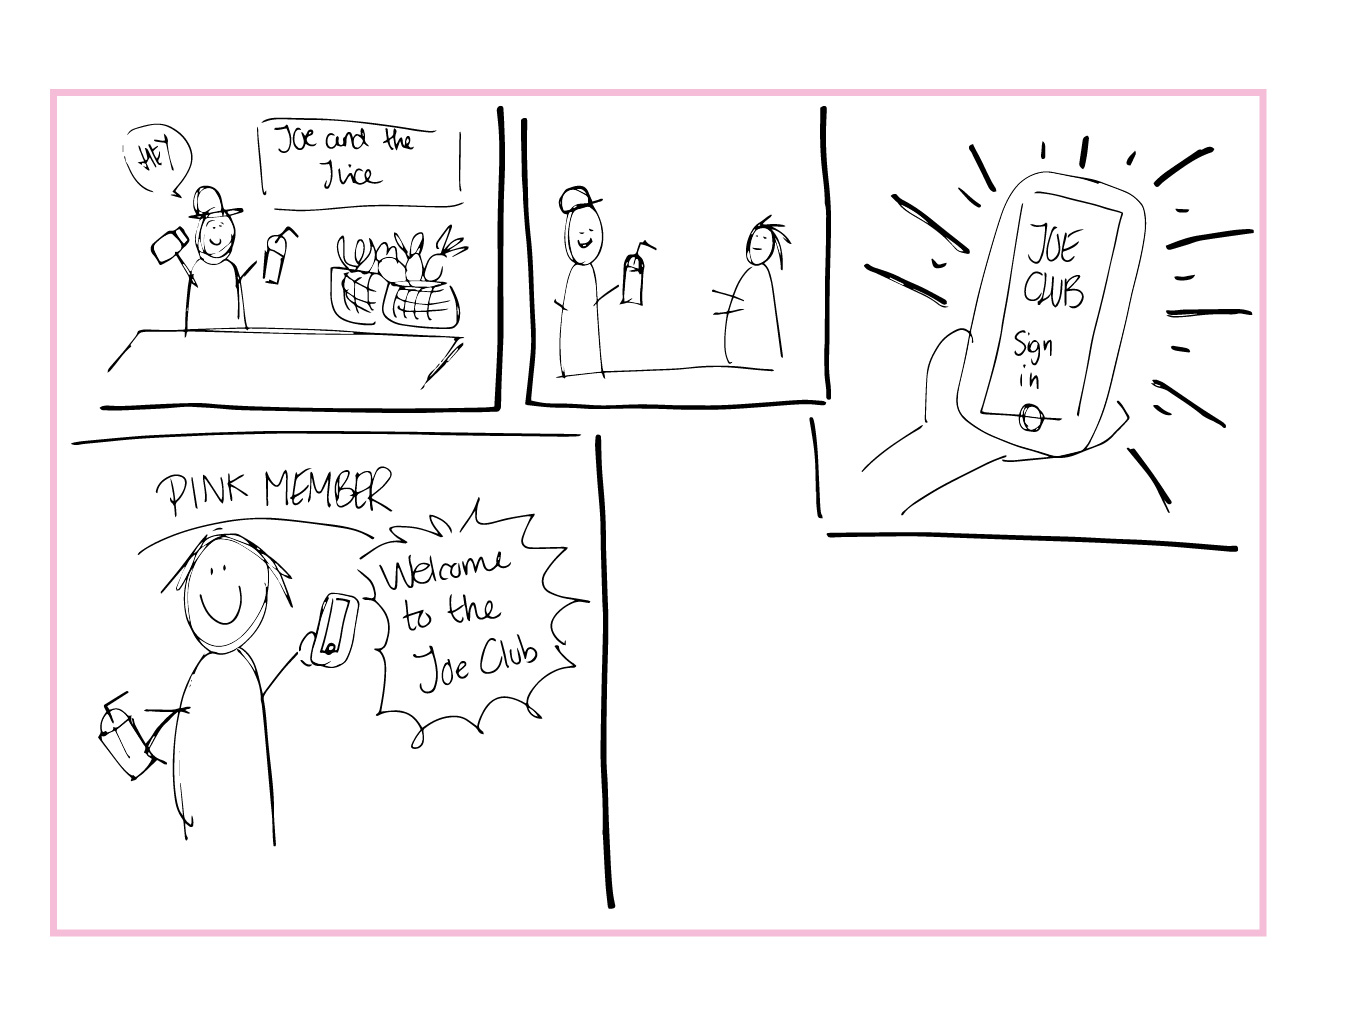 HEY
Joe and the
Juice
JOE
CLUB
Sign
in
PINK MEMBER
Welcome
to the
Joe Club